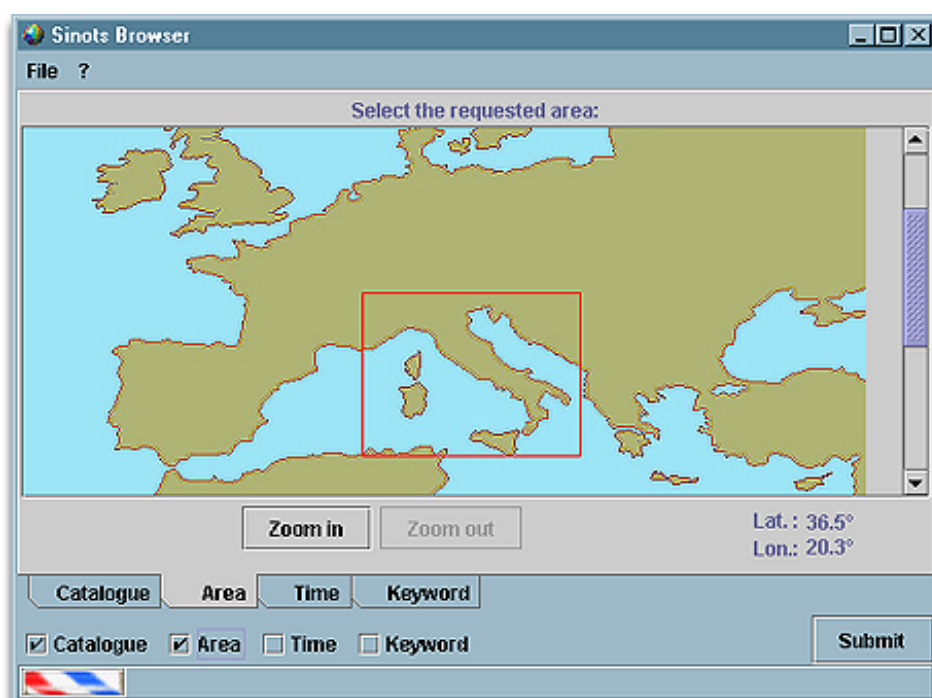 Sinots Browser
File ?
Select the requested area:
Zoom in Zoom out
Lat. : 36.5°
Lon.: 20.3°
Catalogue Area Time Keyword
Catalogue Area Time Keyword
Submit